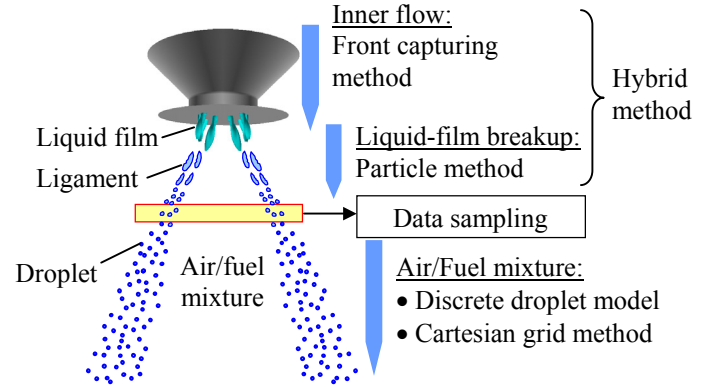 Inner flow:
Front capturing
method
Hybrid
method
Liquid film
Liquid-film breakup:
Particle method
Ligament
Data sampling
Droplet
Air/fuel
mixture
Air/Fuel mixture:
• Discrete droplet model
• Cartesian grid method